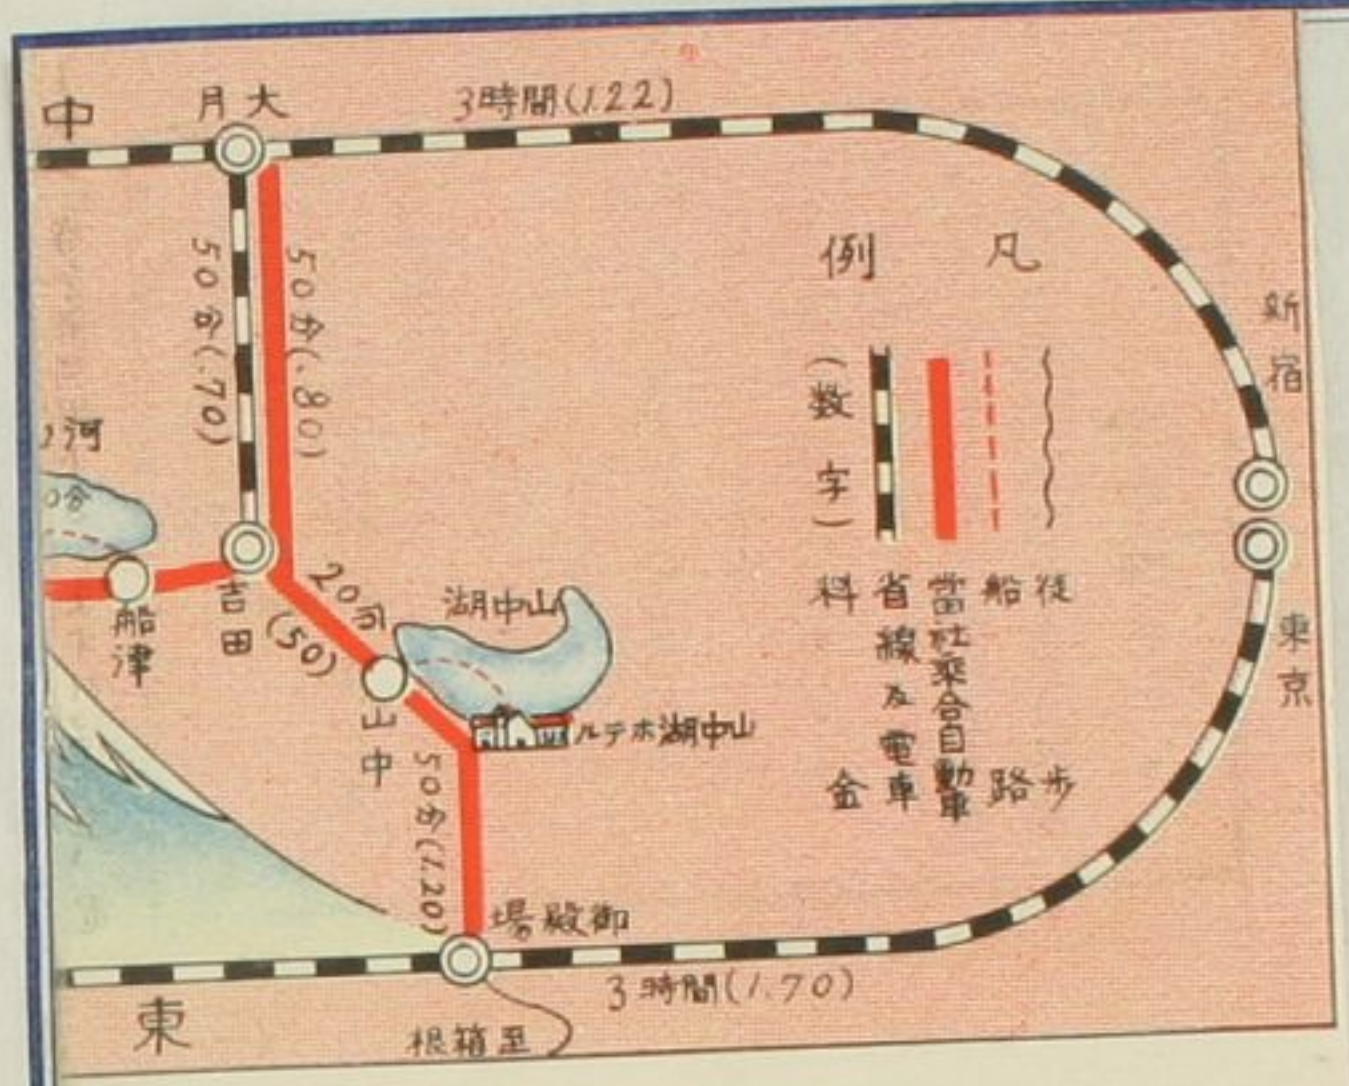 中
月大
3時間(1.22)
50分(.70)
50分(.80)
例 凡
(数字) 料金
省線及電車
當社乘合自動車
船路
徒歩
新宿
東京
河
0分
船津
吉田
20分
(50)
湖中山
山中
ルテホ湖中山
50分(1.20)
場殿御
3時間(1.70)
東
根箱至